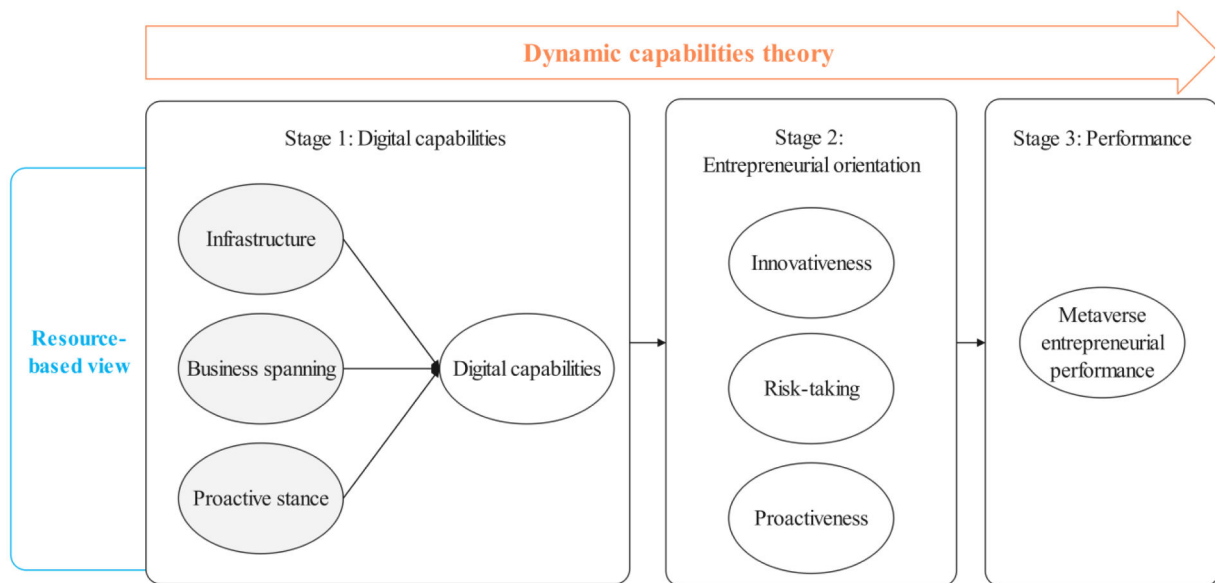 Dynamic capabilities theory
Resource-
based view
Stage 1: Digital capabilities
Infrastructure
Business spanning
Proactive stance
Digital capabilities
Stage 2:
Entrepreneurial orientation
Innovativeness
Risk-taking
Proactiveness
Stage 3: Performance
Metaverse
entrepreneurial
performance